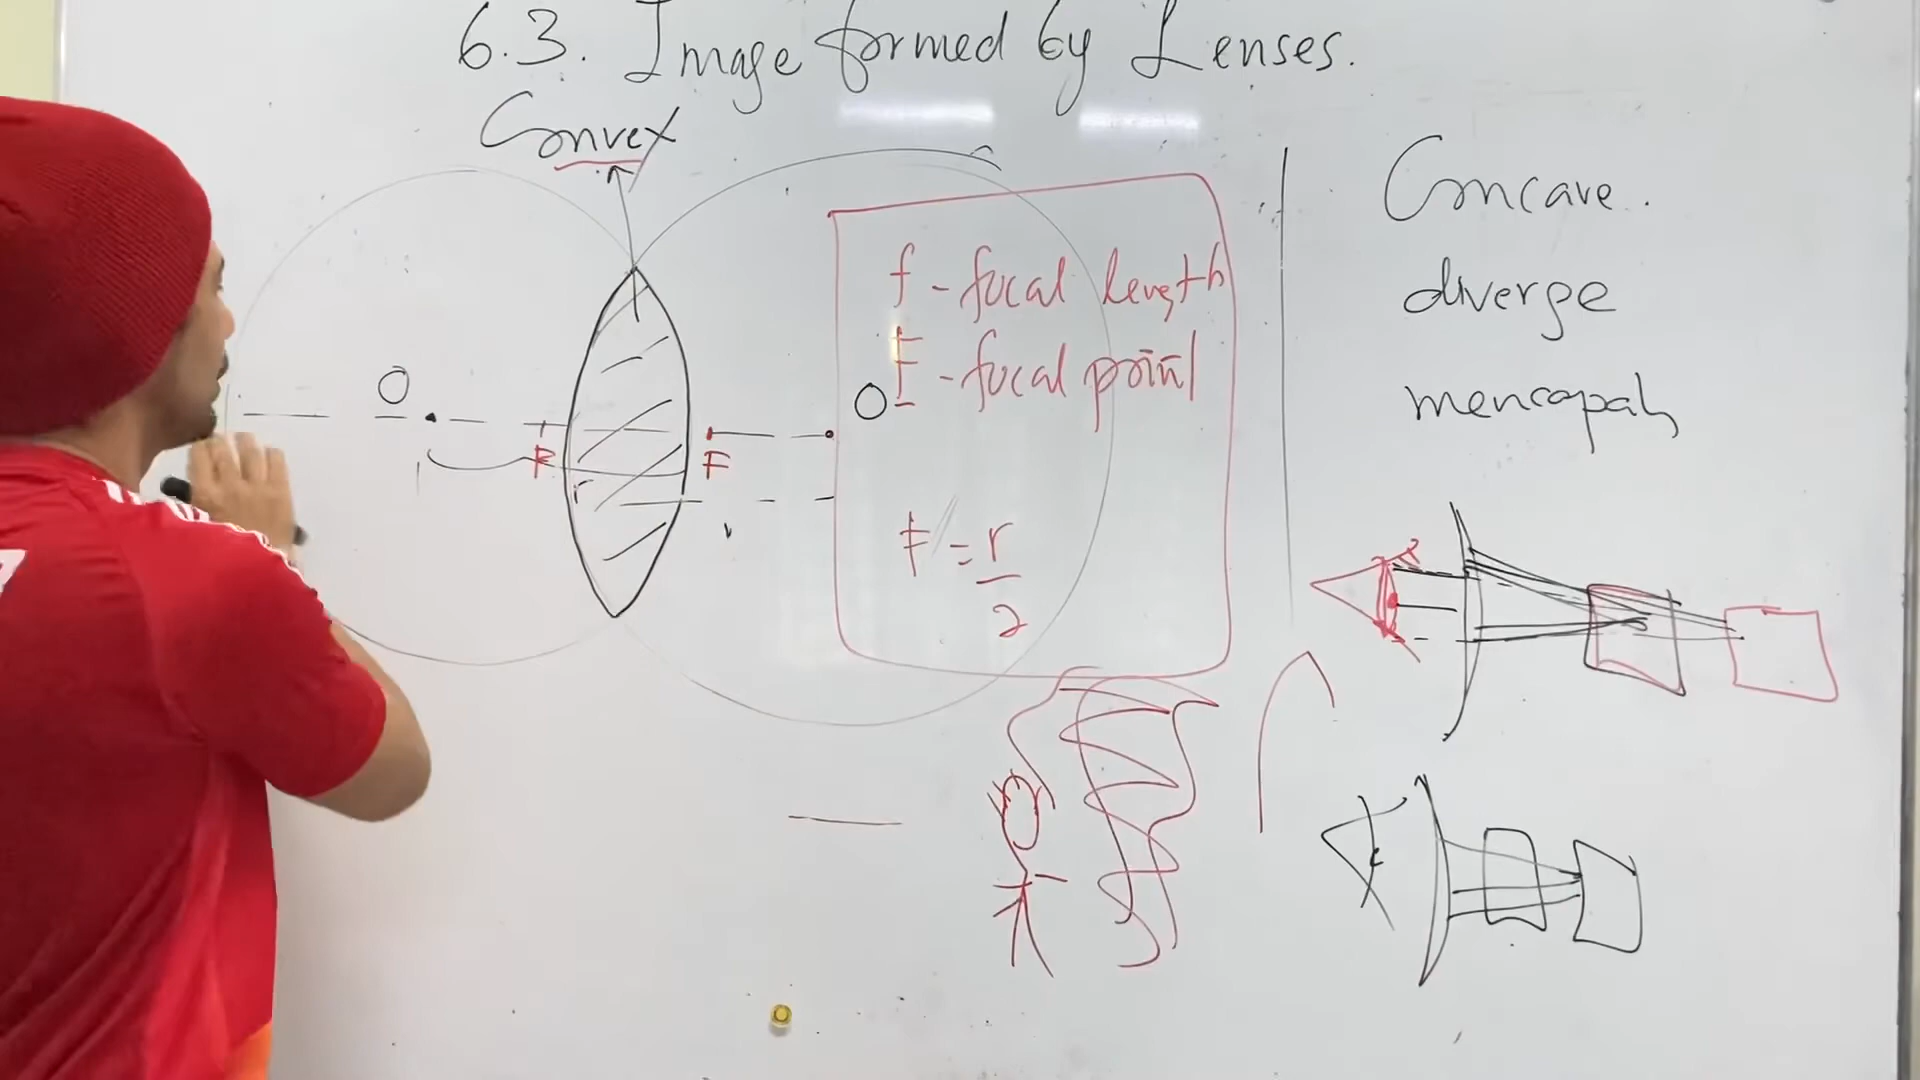 6.3. Image formed by Lenses.
Convex
O
F
r
F
O
f - focal length
F - focal point
F = r
2
Concave.
diverge
mencapah